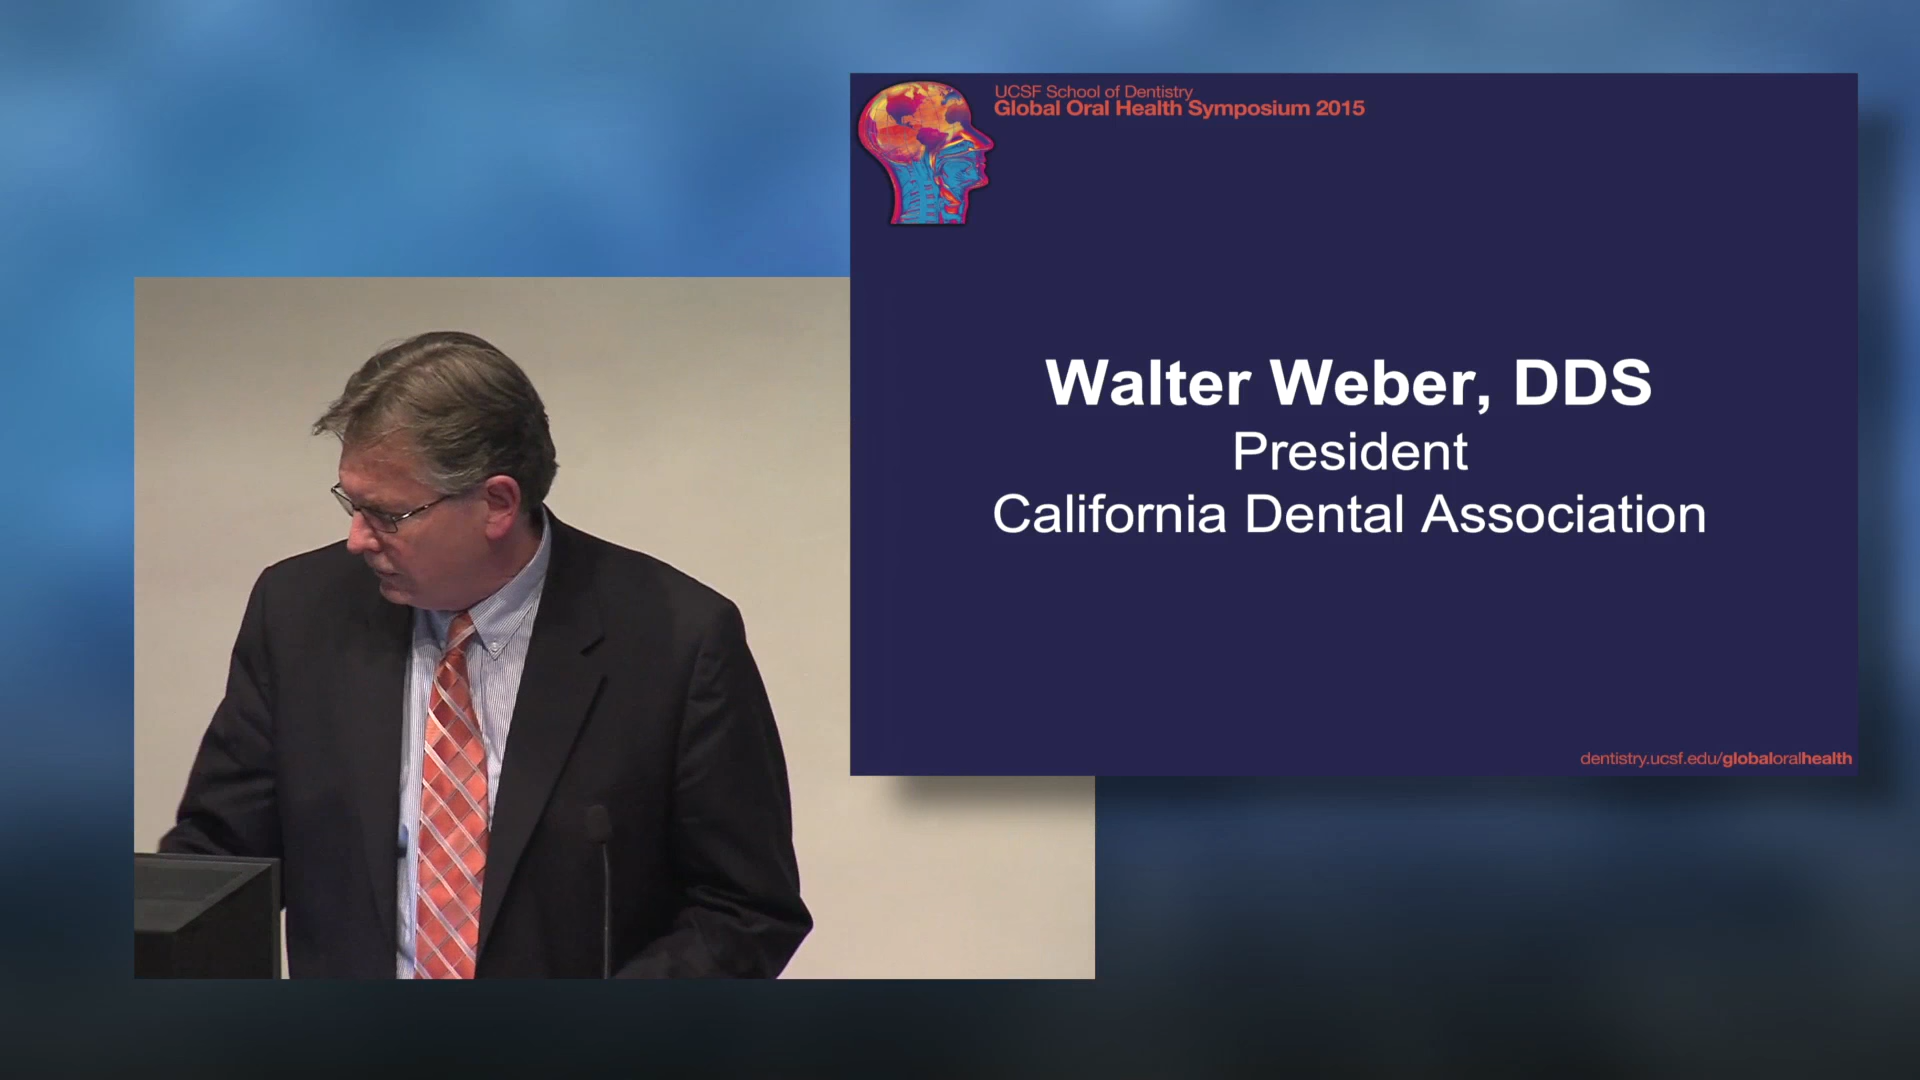 UCSF School of Dentistry
Global Oral Health Symposium 2015
Walter Weber, DDS
President
California Dental Association
dentistry.ucsf.edu/globaloralhealth